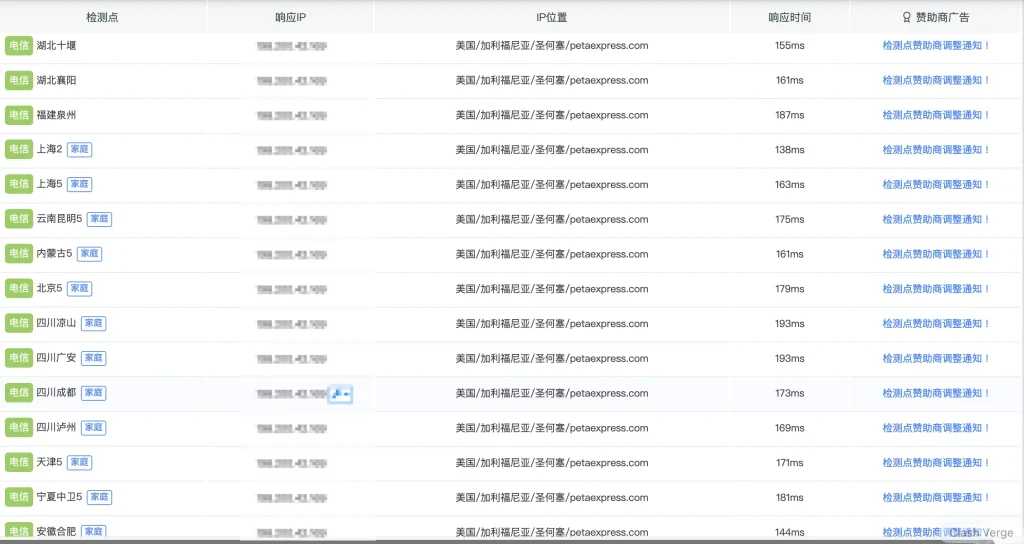 检测点 响应IP IP位置 响应时间 赞助商广告
电信 湖北十堰 美国/加利福尼亚/圣何塞/petaexpress.com 155ms 检测点赞助商调整通知！
电信 湖北襄阳 美国/加利福尼亚/圣何塞/petaexpress.com 161ms 检测点赞助商调整通知！
电信 福建泉州 美国/加利福尼亚/圣何塞/petaexpress.com 187ms 检测点赞助商调整通知！
电信 上海2 家庭 美国/加利福尼亚/圣何塞/petaexpress.com 138ms 检测点赞助商调整通知！
电信 上海5 家庭 美国/加利福尼亚/圣何塞/petaexpress.com 163ms 检测点赞助商调整通知！
电信 云南昆明5 家庭 美国/加利福尼亚/圣何塞/petaexpress.com 175ms 检测点赞助商调整通知！
电信 内蒙古5 家庭 美国/加利福尼亚/圣何塞/petaexpress.com 161ms 检测点赞助商调整通知！
电信 北京5 家庭 美国/加利福尼亚/圣何塞/petaexpress.com 179ms 检测点赞助商调整通知！
电信 四川凉山 家庭 美国/加利福尼亚/圣何塞/petaexpress.com 193ms 检测点赞助商调整通知！
电信 四川广安 家庭 美国/加利福尼亚/圣何塞/petaexpress.com 193ms 检测点赞助商调整通知！
电信 四川成都 家庭 美国/加利福尼亚/圣何塞/petaexpress.com 173ms 检测点赞助商调整通知！
电信 四川泸州 家庭 美国/加利福尼亚/圣何塞/petaexpress.com 169ms 检测点赞助商调整通知！
电信 天津5 家庭 美国/加利福尼亚/圣何塞/petaexpress.com 171ms 检测点赞助商调整通知！
电信 宁夏中卫5 家庭 美国/加利福尼亚/圣何塞/petaexpress.com 181ms 检测点赞助商调整通知！
电信 安徽合肥 家庭 美国/加利福尼亚/圣何塞/petaexpress.com 144ms 检测点赞助商调整通知！
Clash Verge